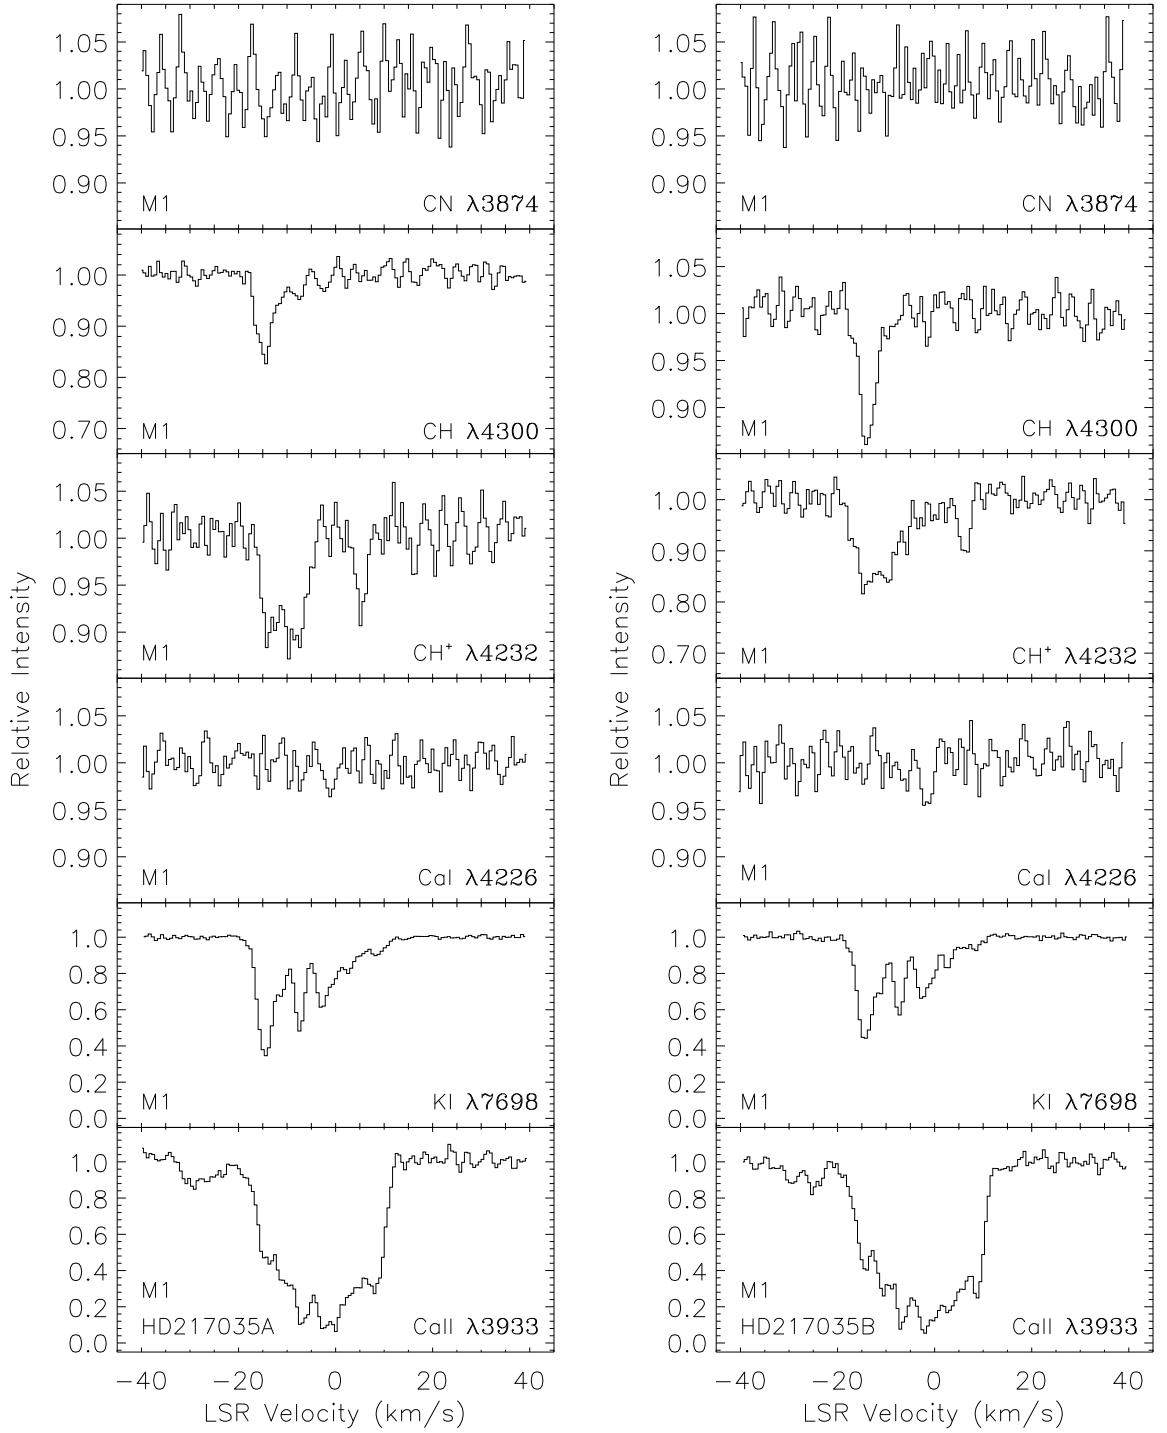 1.05
1.00
0.95
0.90
M1
CN λ3874
1.00
0.90
0.80
0.70
M1
CH λ4300
1.05
1.00
0.95
0.90
M1
CH⁺ λ4232
1.05
1.00
0.95
0.90
M1
CaI λ4226
1.0
0.8
0.6
0.4
0.2
0.0
M1
KI λ7698
1.0
0.8
0.6
0.4
0.2
0.0
M1
HD217035A
CaII λ3933
−40
−20
0
20
40
LSR Velocity (km/s)
Relative Intensity
1.05
1.00
0.95
0.90
M1
CN λ3874
1.05
1.00
0.95
0.90
M1
CH λ4300
1.00
0.90
0.80
0.70
M1
CH⁺ λ4232
1.05
1.00
0.95
0.90
M1
CaI λ4226
1.0
0.8
0.6
0.4
0.2
0.0
M1
KI λ7698
1.0
0.8
0.6
0.4
0.2
0.0
M1
HD217035B
CaII λ3933
−40
−20
0
20
40
LSR Velocity (km/s)
Relative Intensity